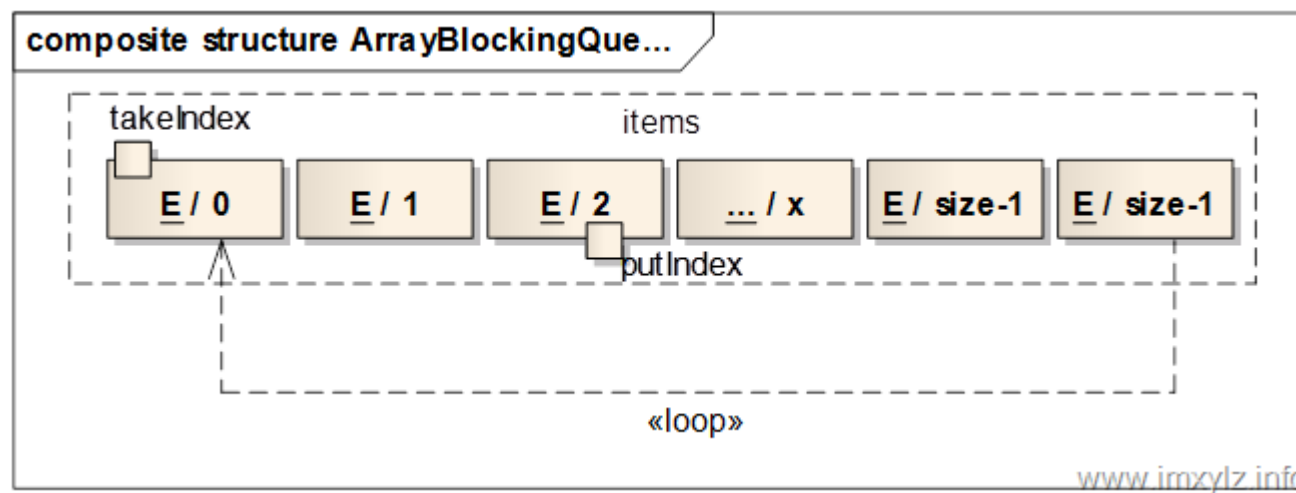 composite structure ArrayBlockingQue...
takeIndex
items
E / 0
E / 1
E / 2
... / x
E / size-1
E / size-1
putIndex
«loop»
www.imxylz.info